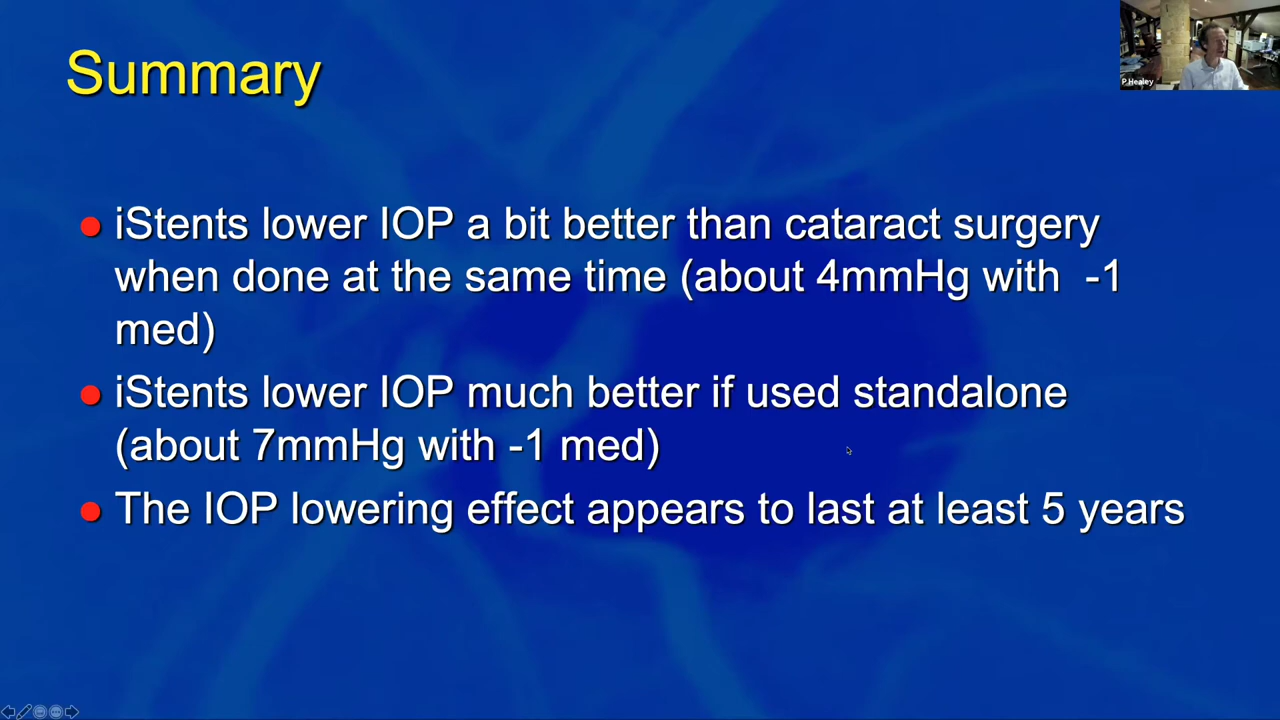 Summary
P Healey
iStents lower IOP a bit better than cataract surgery
when done at the same time (about 4mmHg with -1
med)
iStents lower IOP much better if used standalone
(about 7mmHg with -1 med)
The IOP lowering effect appears to last at least 5 years